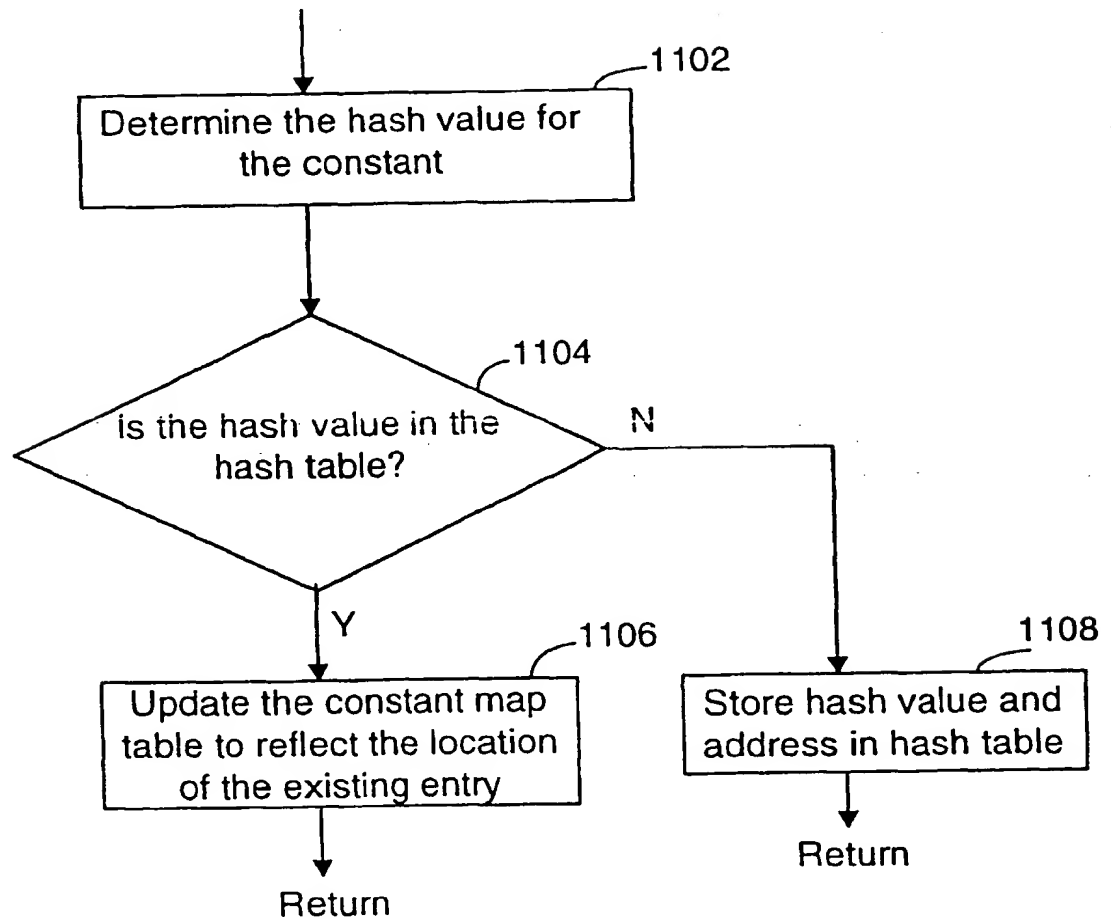 1102
Determine the hash value for
the constant
1104
is the hash value in the
hash table?
N
Y
1106
Update the constant map
table to reflect the location
of the existing entry
Return
1108
Store hash value and
address in hash table
Return